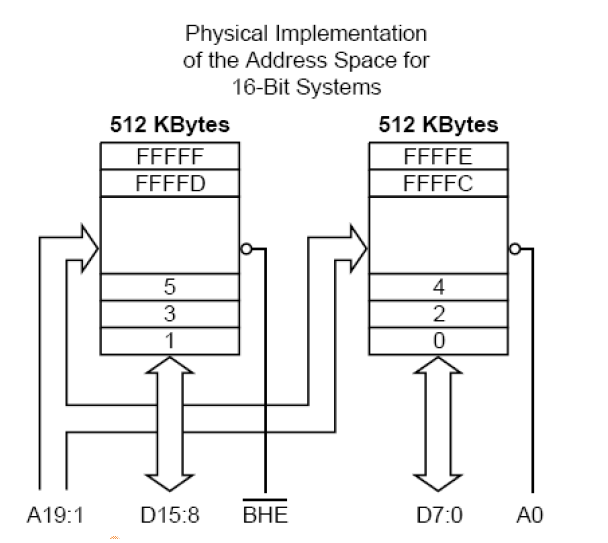 Physical Implementation
of the Address Space for
16-Bit Systems
512 KBytes
FFFFF
FFFFD
5
3
1
512 KBytes
FFFFE
FFFFC
4
2
0
A19:1 D15:8 BHE D7:0 A0